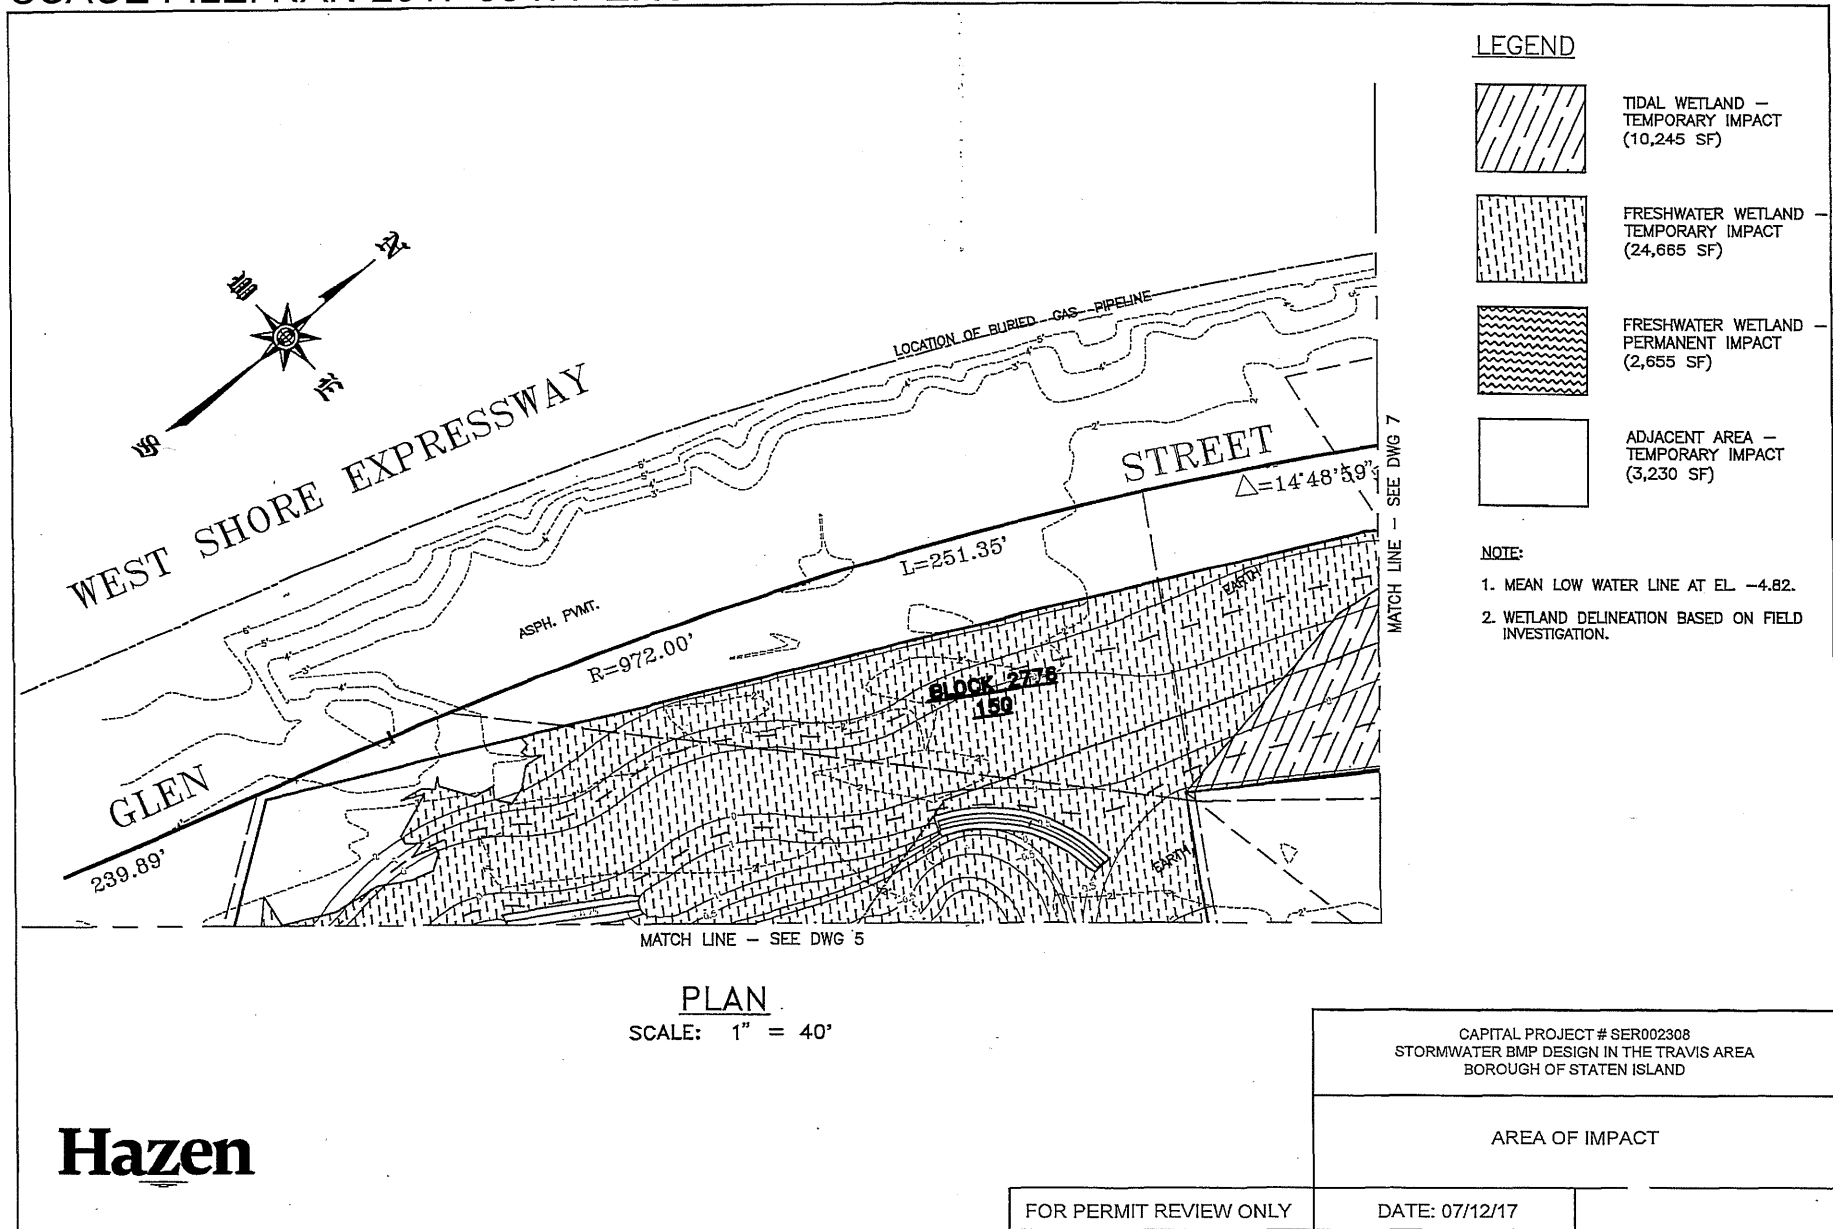 LEGEND
TIDAL WETLAND –
TEMPORARY IMPACT
(10,245 SF)
FRESHWATER WETLAND –
TEMPORARY IMPACT
(24,665 SF)
FRESHWATER WETLAND –
PERMANENT IMPACT
(2,655 SF)
ADJACENT AREA –
TEMPORARY IMPACT
(3,230 SF)
NOTE:
1. MEAN LOW WATER LINE AT EL. –4.82.
2. WETLAND DELINEATION BASED ON FIELD
INVESTIGATION.
WEST SHORE EXPRESSWAY
LOCATION OF BURIED GAS PIPELINE
GLEN
STREET
△=14°48'59"
L=251.35'
R=972.00'
239.89'
ASPH. PVMT.
EARTH
BLOCK 2778
150
EARTH
MATCH LINE – SEE DWG 7
MATCH LINE – SEE DWG 5
PLAN
SCALE: 1" = 40'
Hazen
CAPITAL PROJECT # SER002308
STORMWATER BMP DESIGN IN THE TRAVIS AREA
BOROUGH OF STATEN ISLAND
AREA OF IMPACT
FOR PERMIT REVIEW ONLY
DATE: 07/12/17